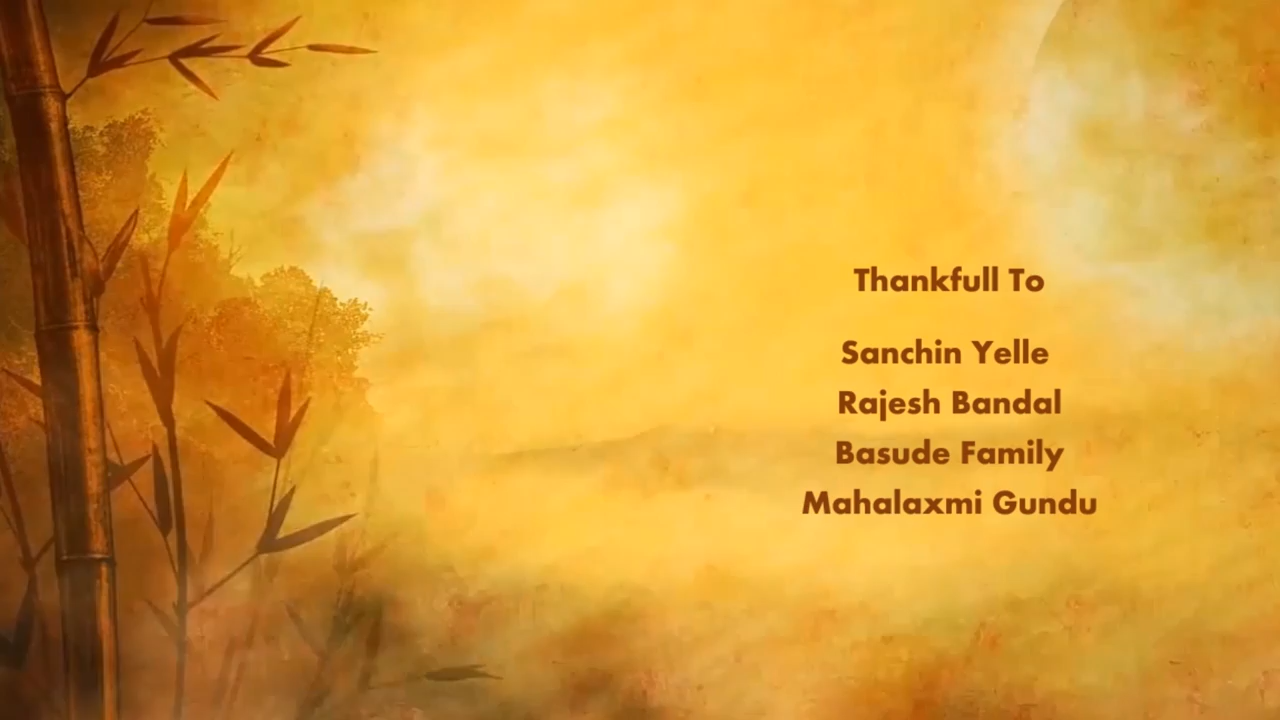 Thankfull To
Sanchin Yelle
Rajesh Bandal
Basude Family
Mahalaxmi Gundu